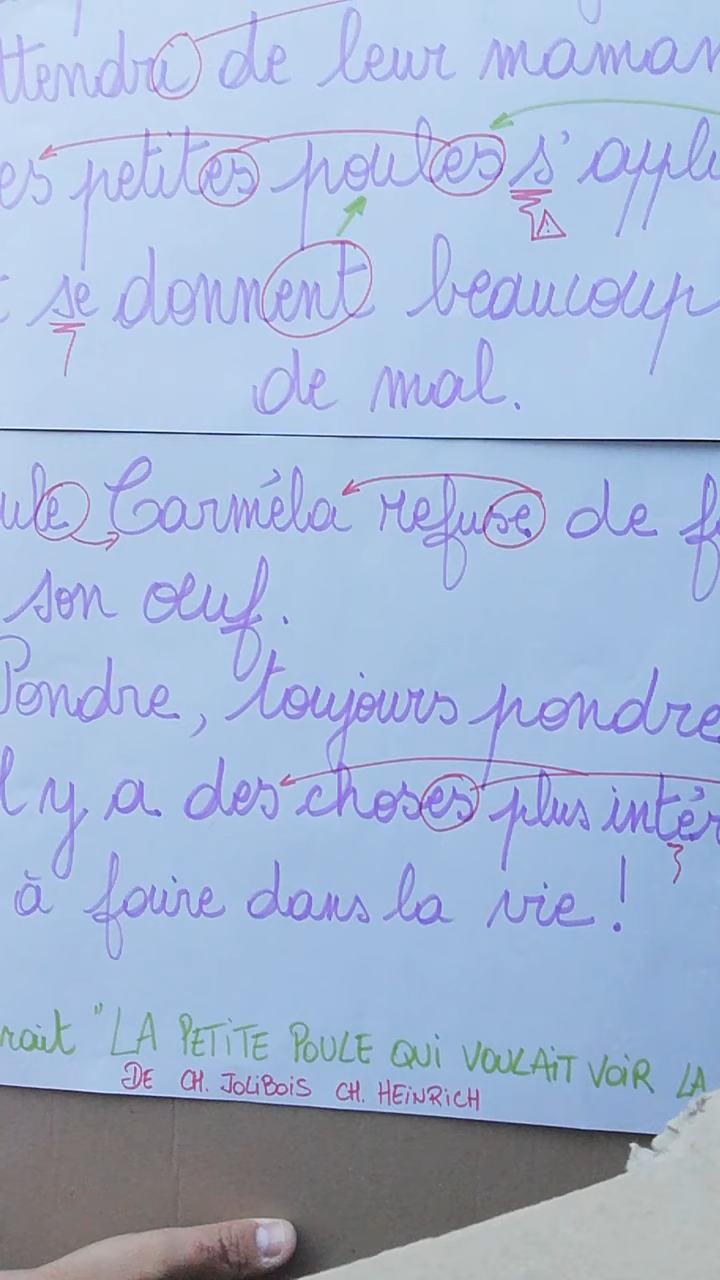 ttendri de leur maman
es petites poules s'appli
se donnent beaucoup
de mal.
ule Carméla refuse de f
son œuf.
Pondre, toujours pondre
l y a des choses plus intér
à faire dans la vie !
rait "LA PETITE POULE QUI VOULAIT VOIR LA
DE CH. JOLIBOIS CH. HEINRICH